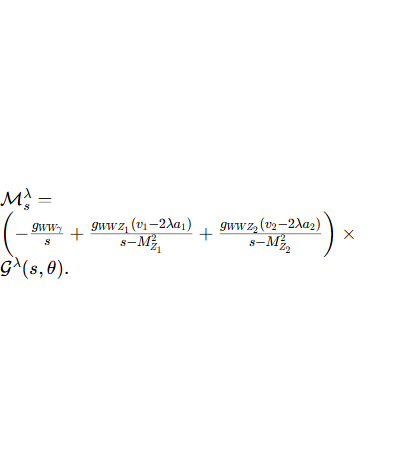 $\mathcal{M}_s^\lambda =$
$\left( -\frac{g_{WW\gamma}}{s} + \frac{g_{WWZ_1}(v_1 - 2\lambda a_1)}{s - M_{Z_1}^2} + \frac{g_{WWZ_2}(v_2 - 2\lambda a_2)}{s - M_{Z_2}^2} \right) \times$
$\mathcal{G}^\lambda(s, \theta).$